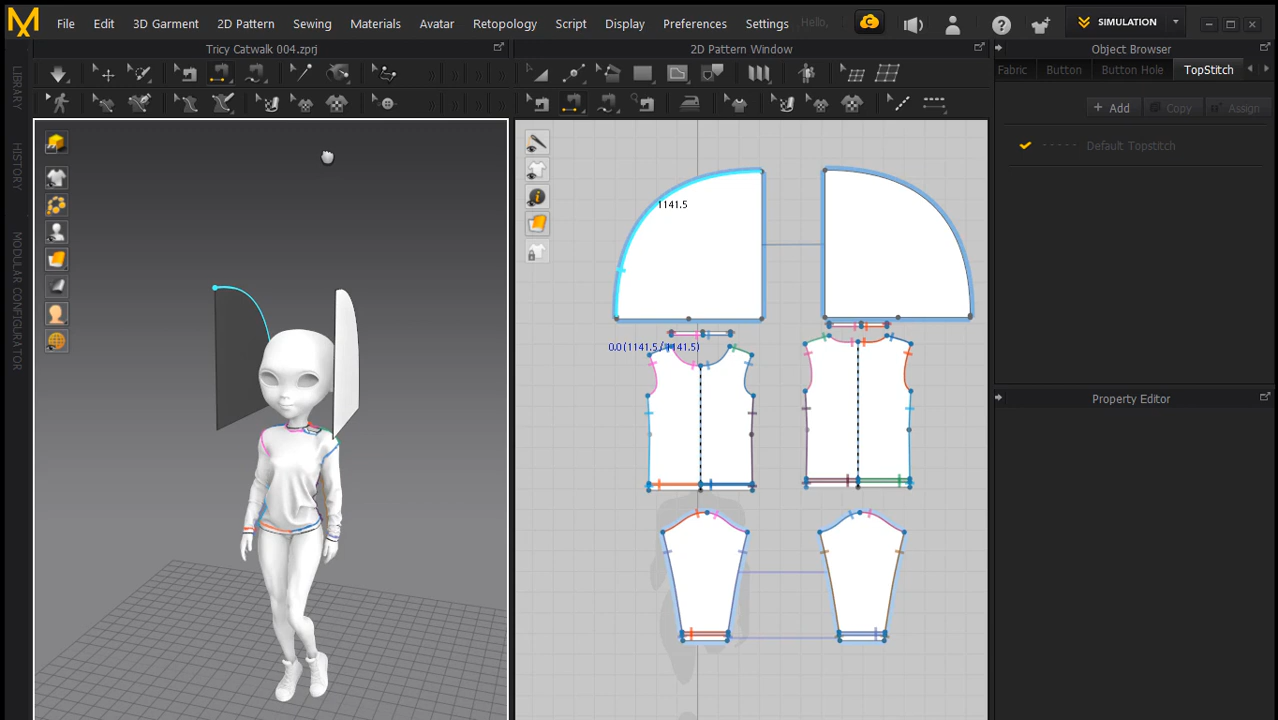 File Edit 3D Garment 2D Pattern Sewing Materials Avatar Retopology Script Display Preferences Settings Hello, SIMULATION
Tricy Catwalk 004.zprj
2D Pattern Window
Object Browser
Fabric Button Button Hole TopStitch
+ Add Copy Assign
Default Topstitch
LIBRARY
HISTORY
MODULAR CONFIGURATOR
1141.5
0.0 (1141.5 / 1141.5)
Property Editor